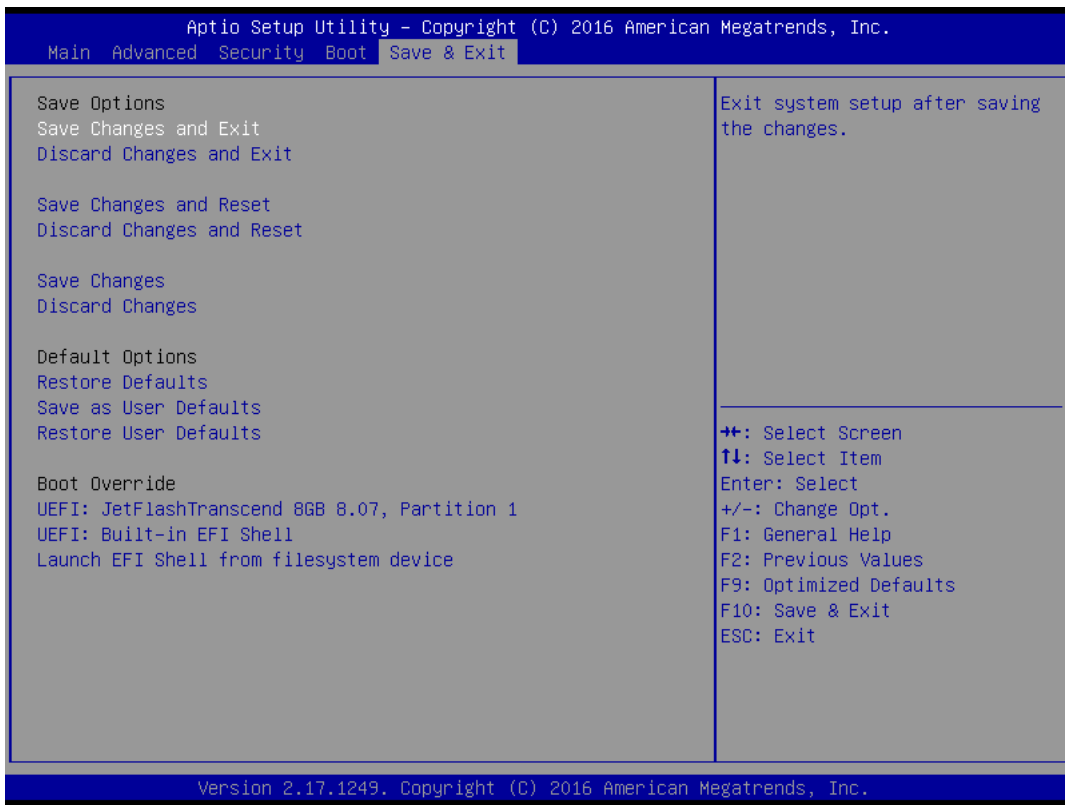 Aptio Setup Utility – Copyright (C) 2016 American Megatrends, Inc.
Main Advanced Security Boot Save & Exit
Save Options
Save Changes and Exit
Discard Changes and Exit
Save Changes and Reset
Discard Changes and Reset
Save Changes
Discard Changes
Default Options
Restore Defaults
Save as User Defaults
Restore User Defaults
Boot Override
UEFI: JetFlashTranscend 8GB 8.07, Partition 1
UEFI: Built-in EFI Shell
Launch EFI Shell from filesystem device
Exit system setup after saving
the changes.
→←: Select Screen
↑↓: Select Item
Enter: Select
+/-: Change Opt.
F1: General Help
F2: Previous Values
F9: Optimized Defaults
F10: Save & Exit
ESC: Exit
Version 2.17.1249. Copyright (C) 2016 American Megatrends, Inc.